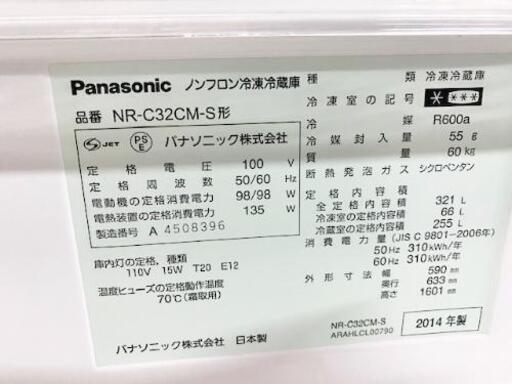 Panasonic ノンフロン冷凍冷蔵庫
品番 NR-C32CM-S形
S JET PS E パナソニック株式会社
定格電圧 100 V
定格周波数 50/60 Hz
電動機の定格消費電力 98/98 W
電熱装置の定格消費電力 135 W
製造番号 A 4508396
庫内灯の定格, 種類
110V 15W T20 E12
温度ヒューズの定格動作温度
70℃(霜取用)
パナソニック株式会社 日本製
種類 冷凍冷蔵庫
冷凍室の記号
冷媒 R600a
冷媒封入量 55 g
質量 60 kg
断熱発泡ガス シクロペンタン
定格内容積
全定格内容積 321 L
冷凍室の定格内容積 66 L
冷蔵室の定格内容積 255 L
消費電力量(JIS C 9801-2006年)
50Hz 310 kWh/年
60Hz 310 kWh/年
外形寸法 幅 590 mm
奥行 633 mm
高さ 1601 mm
NR-C32CM-S
ARAHLCL00790
2014年製